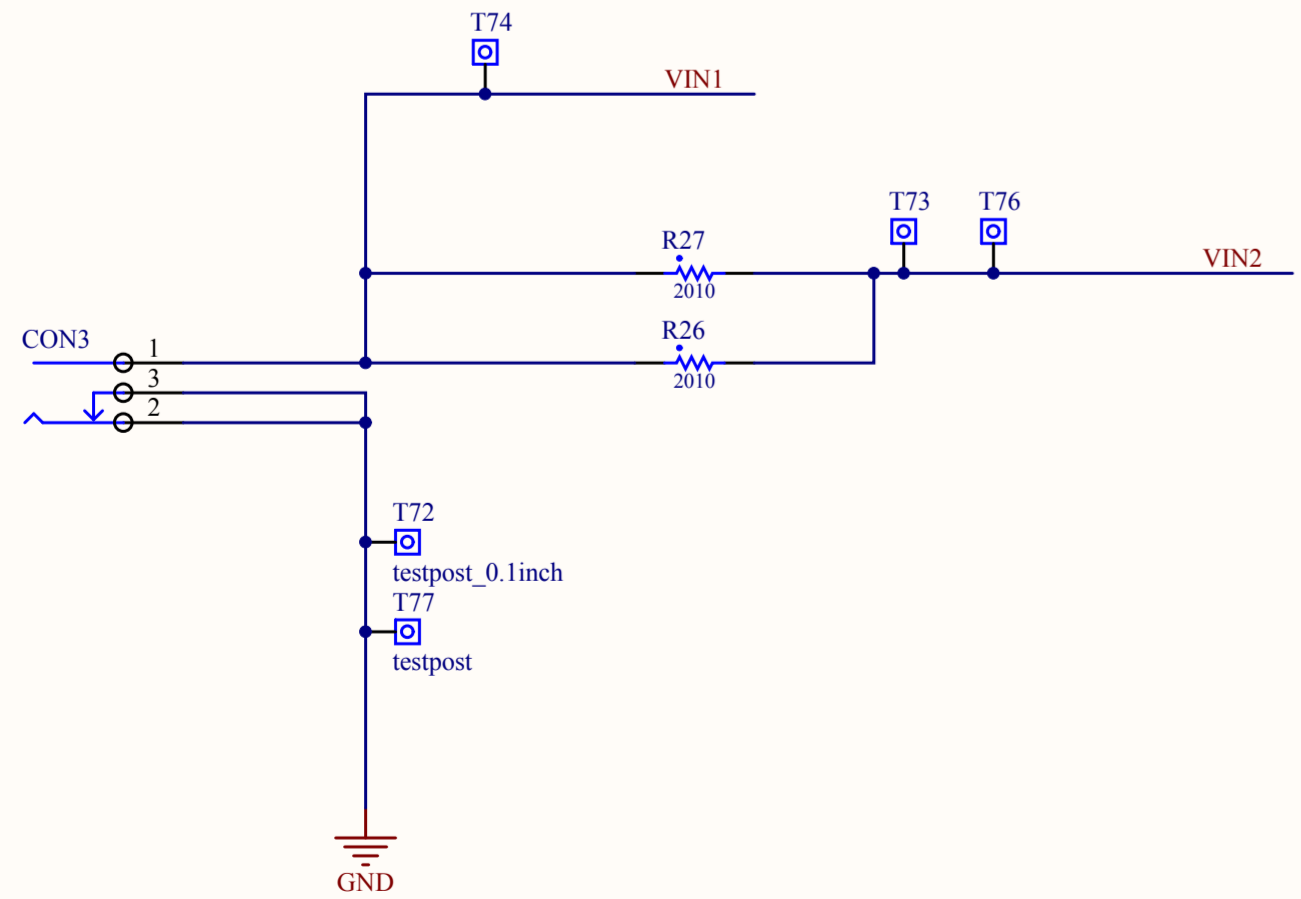 T74
VIN1
T73
T76
R27
VIN2
2010
R26
CON3
1
2010
3
2
T72
testpost_0.1inch
T77
testpost
GND